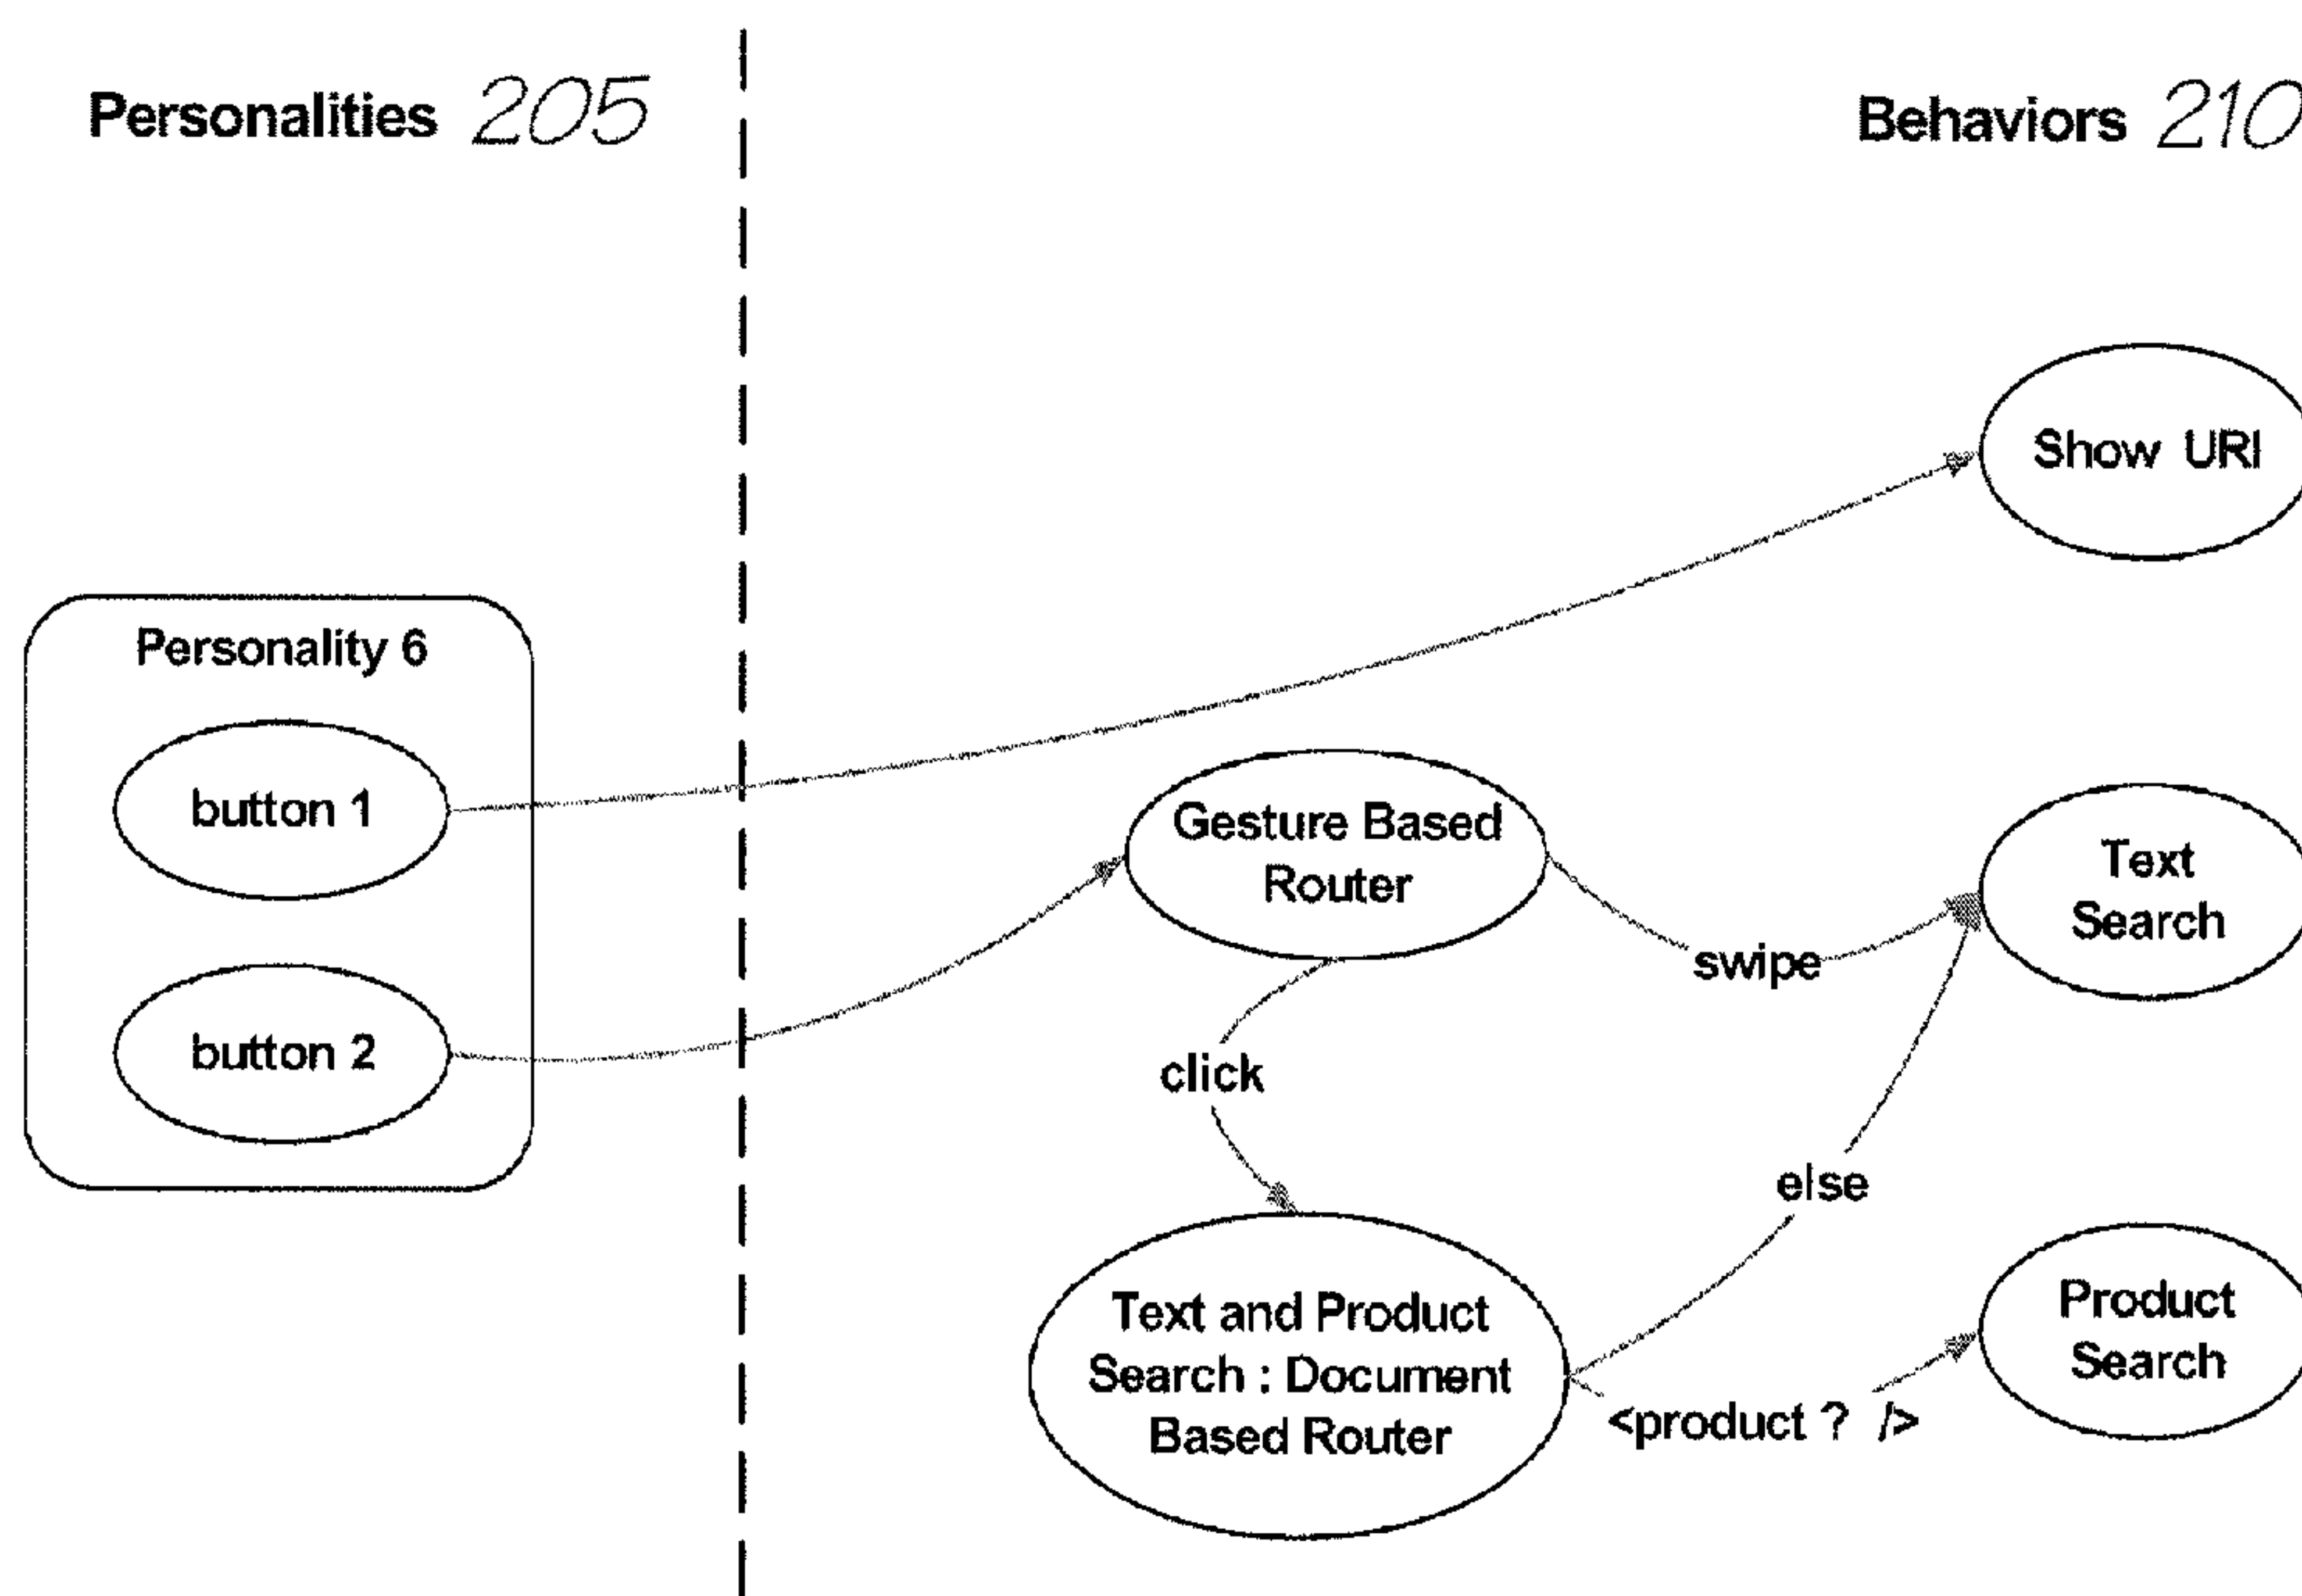 Personalities 205
Behaviors 210
Show URI
Personality 6
button 1
button 2
Gesture Based
Router
swipe
Text
Search
click
else
Text and Product
Search : Document
Based Router
<product ? />
Product
Search